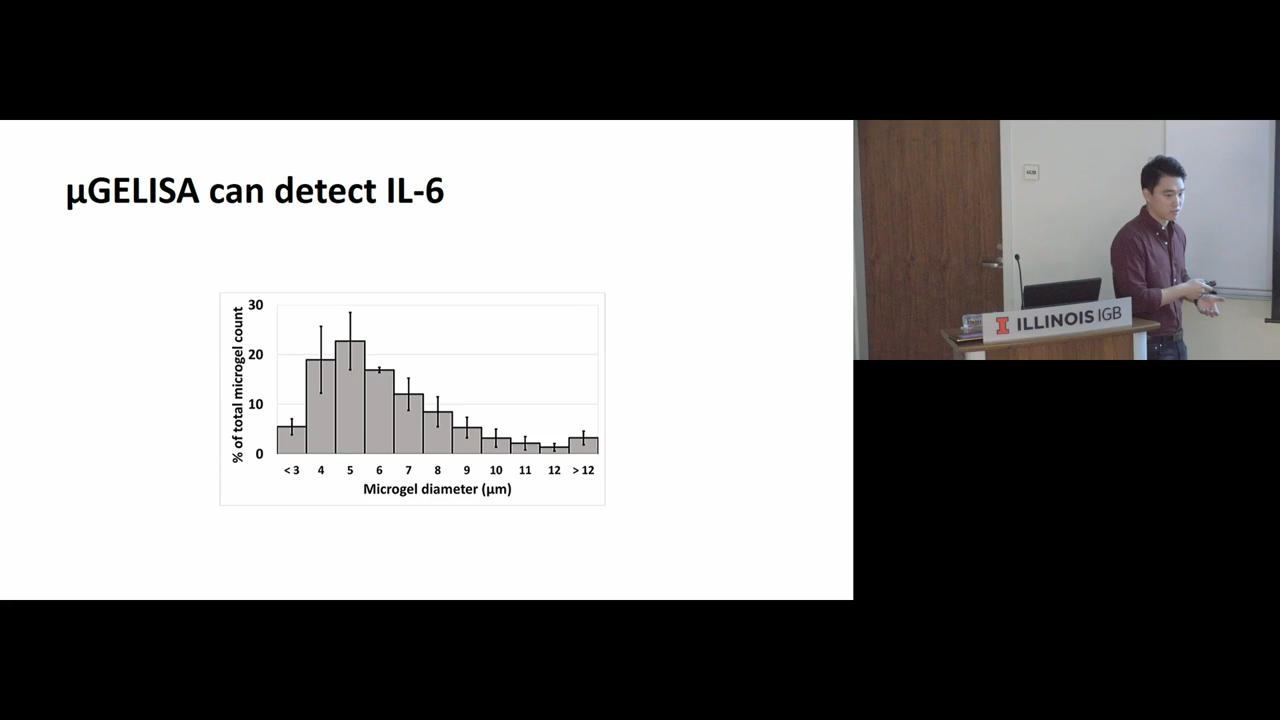 µGELISA can detect IL-6
30
20
10
0
% of total microgel count
< 3 4 5 6 7 8 9 10 11 12 > 12
Microgel diameter (µm)
I ILLINOIS IGB